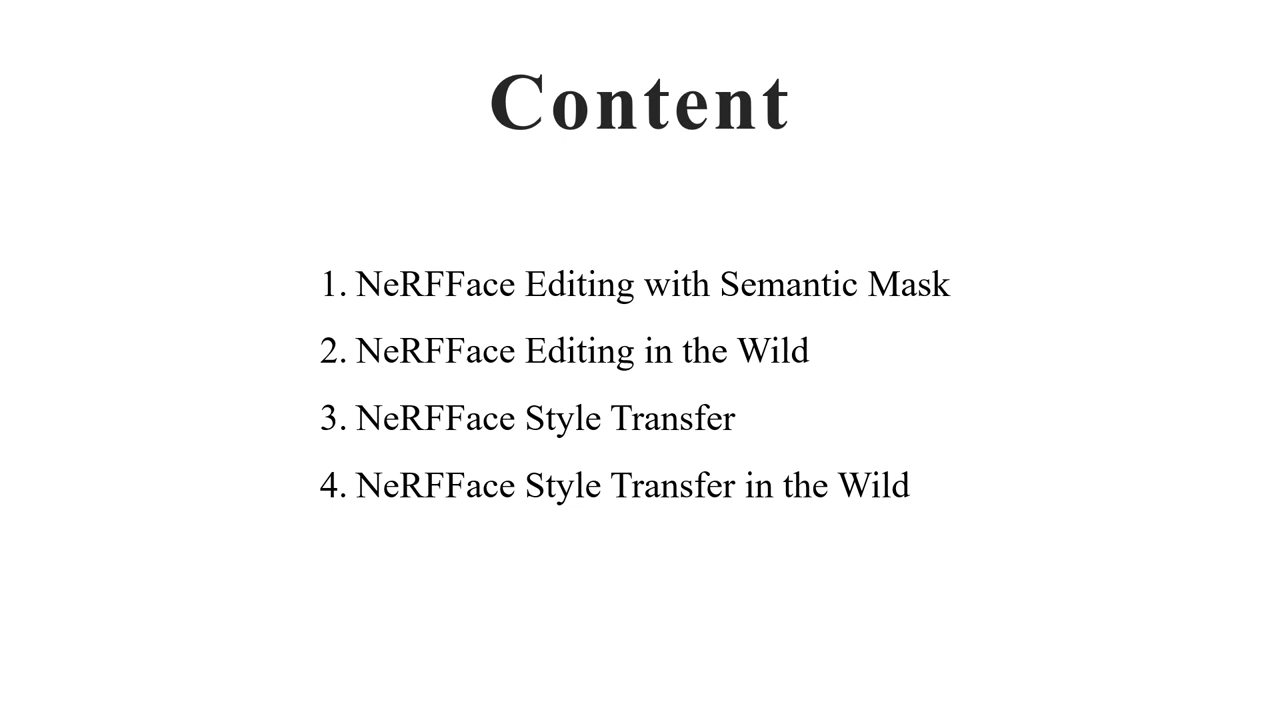 Content
1. NeRFFace Editing with Semantic Mask
2. NeRFFace Editing in the Wild
3. NeRFFace Style Transfer
4. NeRFFace Style Transfer in the Wild